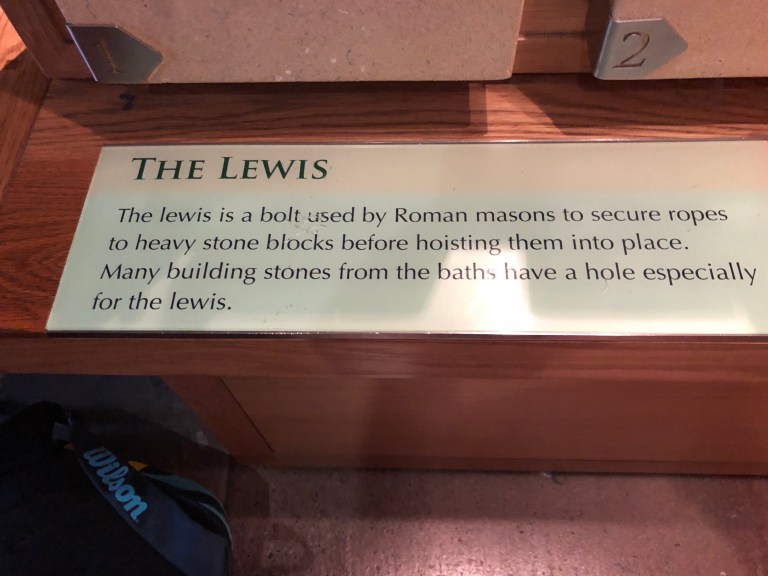 1
2
THE LEWIS
The lewis is a bolt used by Roman masons to secure ropes
to heavy stone blocks before hoisting them into place.
Many building stones from the baths have a hole especially
for the lewis.
Wilson